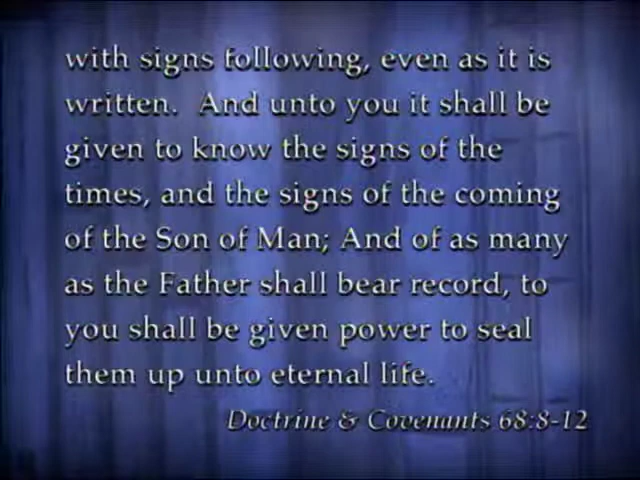 with signs following, even as it is
written.  And unto you it shall be
given to know the signs of the
times, and the signs of the coming
of the Son of Man; And of as many
as the Father shall bear record, to
you shall be given power to seal
them up unto eternal life.
Doctrine & Covenants 68:8-12